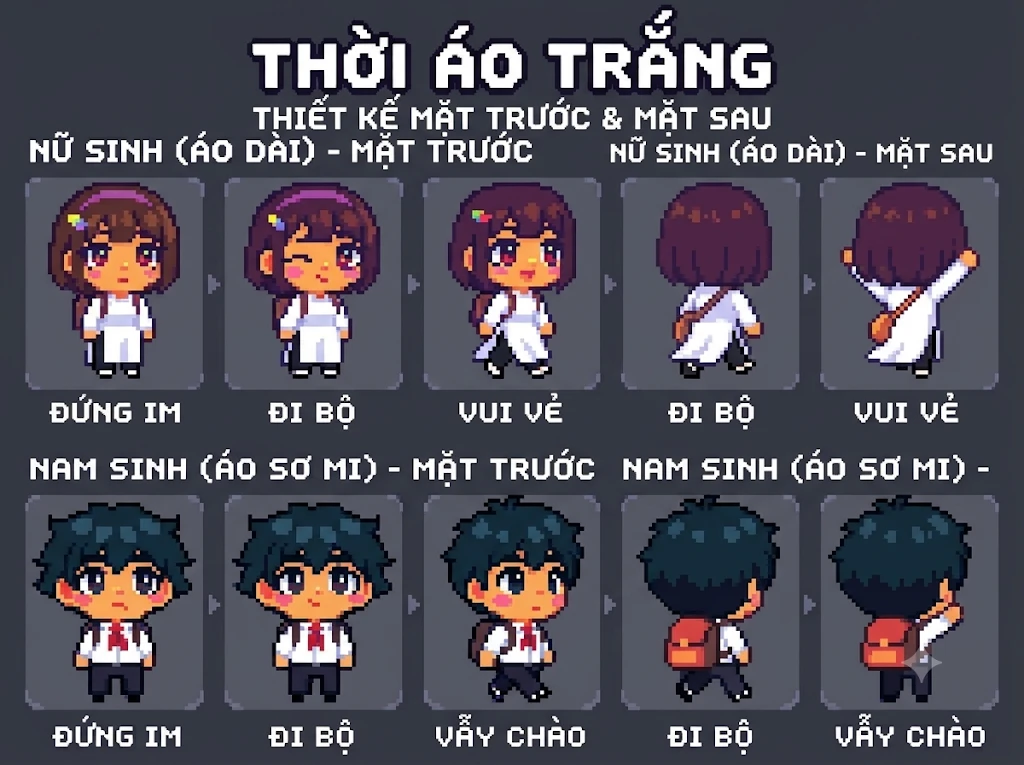 THỜI ÁO TRẮNG
THIẾT KẾ MẶT TRƯỚC & MẶT SAU
NỮ SINH (ÁO DÀI) - MẶT TRƯỚC
NỮ SINH (ÁO DÀI) - MẶT SAU
ĐỨNG IM
ĐI BỘ
VUI VẺ
ĐI BỘ
VUI VẺ
NAM SINH (ÁO SƠ MI) - MẶT TRƯỚC
NAM SINH (ÁO SƠ MI) -
ĐỨNG IM
ĐI BỘ
VẪY CHÀO
ĐI BỘ
VẪY CHÀO